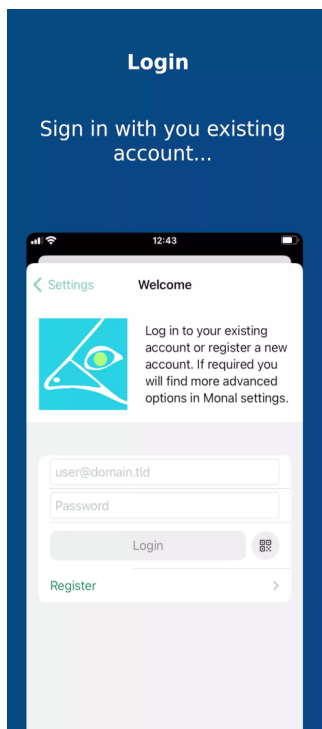 Login
Sign in with you existing
account...
12:43
Settings
Welcome
Log in to your existing
account or register a new
account. If required you
will find more advanced
options in Monal settings.
user@domain.tld
Password
Login
Register